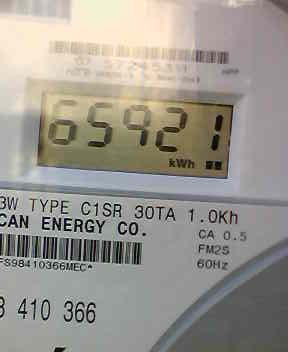 65921
kWh
3W TYPE C1SR 30TA 1.0Kh
CAN ENERGY CO.
CA 0.5
FM2S
60Hz
FS98410366MEC*
8 410 366